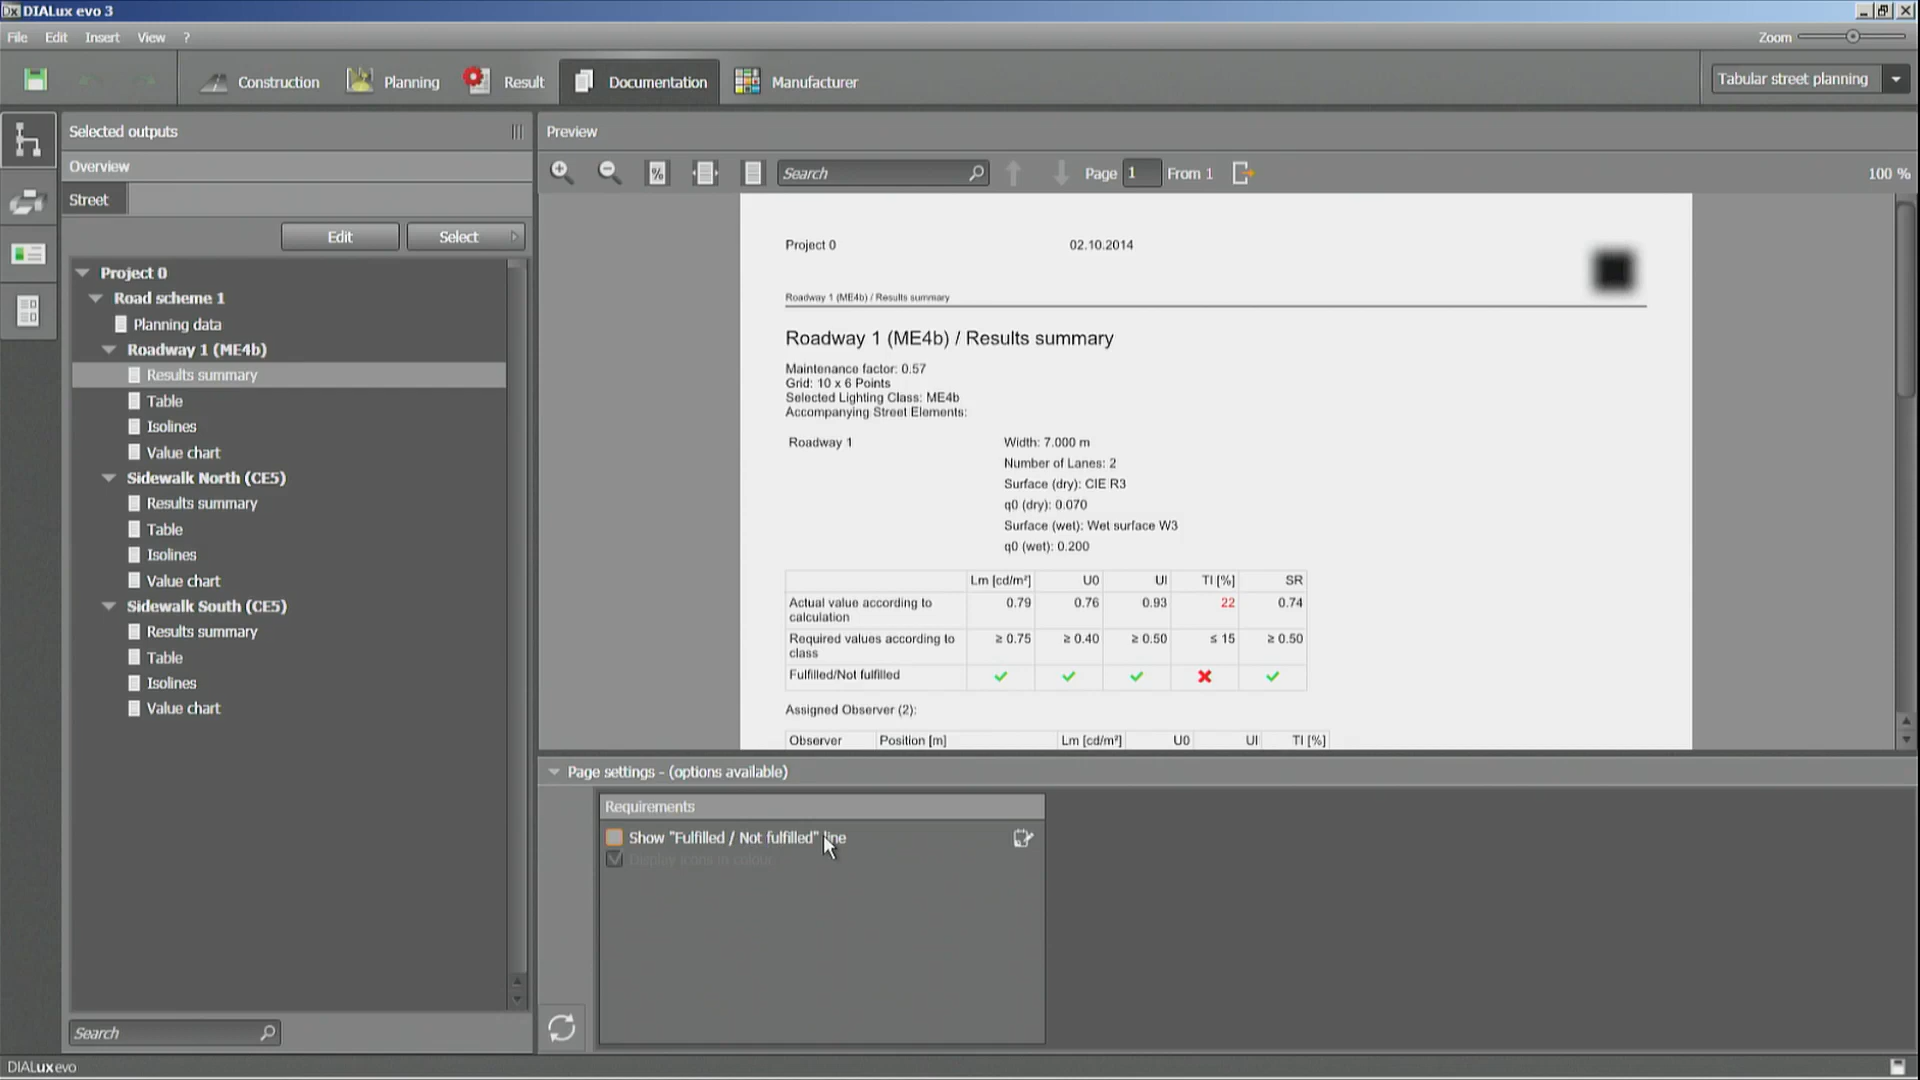 DIALux evo 3
File Edit Insert View ? Zoom
Construction Planning Result Documentation Manufacturer Tabular street planning
Selected outputs
Overview
Street
Edit Select
Project 0
Road scheme 1
Planning data
Roadway 1 (ME4b)
Results summary
Table
Isolines
Value chart
Sidewalk North (CE5)
Results summary
Table
Isolines
Value chart
Sidewalk South (CE5)
Results summary
Table
Isolines
Value chart
Search
Preview
Search Page 1 From 1 100 %
Project 0 02.10.2014
Roadway 1 (ME4b) / Results summary
Roadway 1 (ME4b) / Results summary
Maintenance factor: 0.57
Grid: 10 x 6 Points
Selected Lighting Class: ME4b
Accompanying Street Elements:
Roadway 1 Width: 7.000 m
Number of Lanes: 2
Surface (dry): CIE R3
q0 (dry): 0.070
Surface (wet): Wet surface W3
q0 (wet): 0.200
Lm [cd/m²] U0 UI TI [%] SR
Actual value according to calculation 0.79 0.76 0.93 22 0.74
Required values according to class ≥ 0.75 ≥ 0.40 ≥ 0.50 ≤ 15 ≥ 0.50
Fulfilled/Not fulfilled
Assigned Observer (2):
Observer Position [m] Lm [cd/m²] U0 UI TI [%]
Page settings - (options available)
Requirements
Show "Fulfilled / Not fulfilled" line
Display icons in colour
DIALux evo